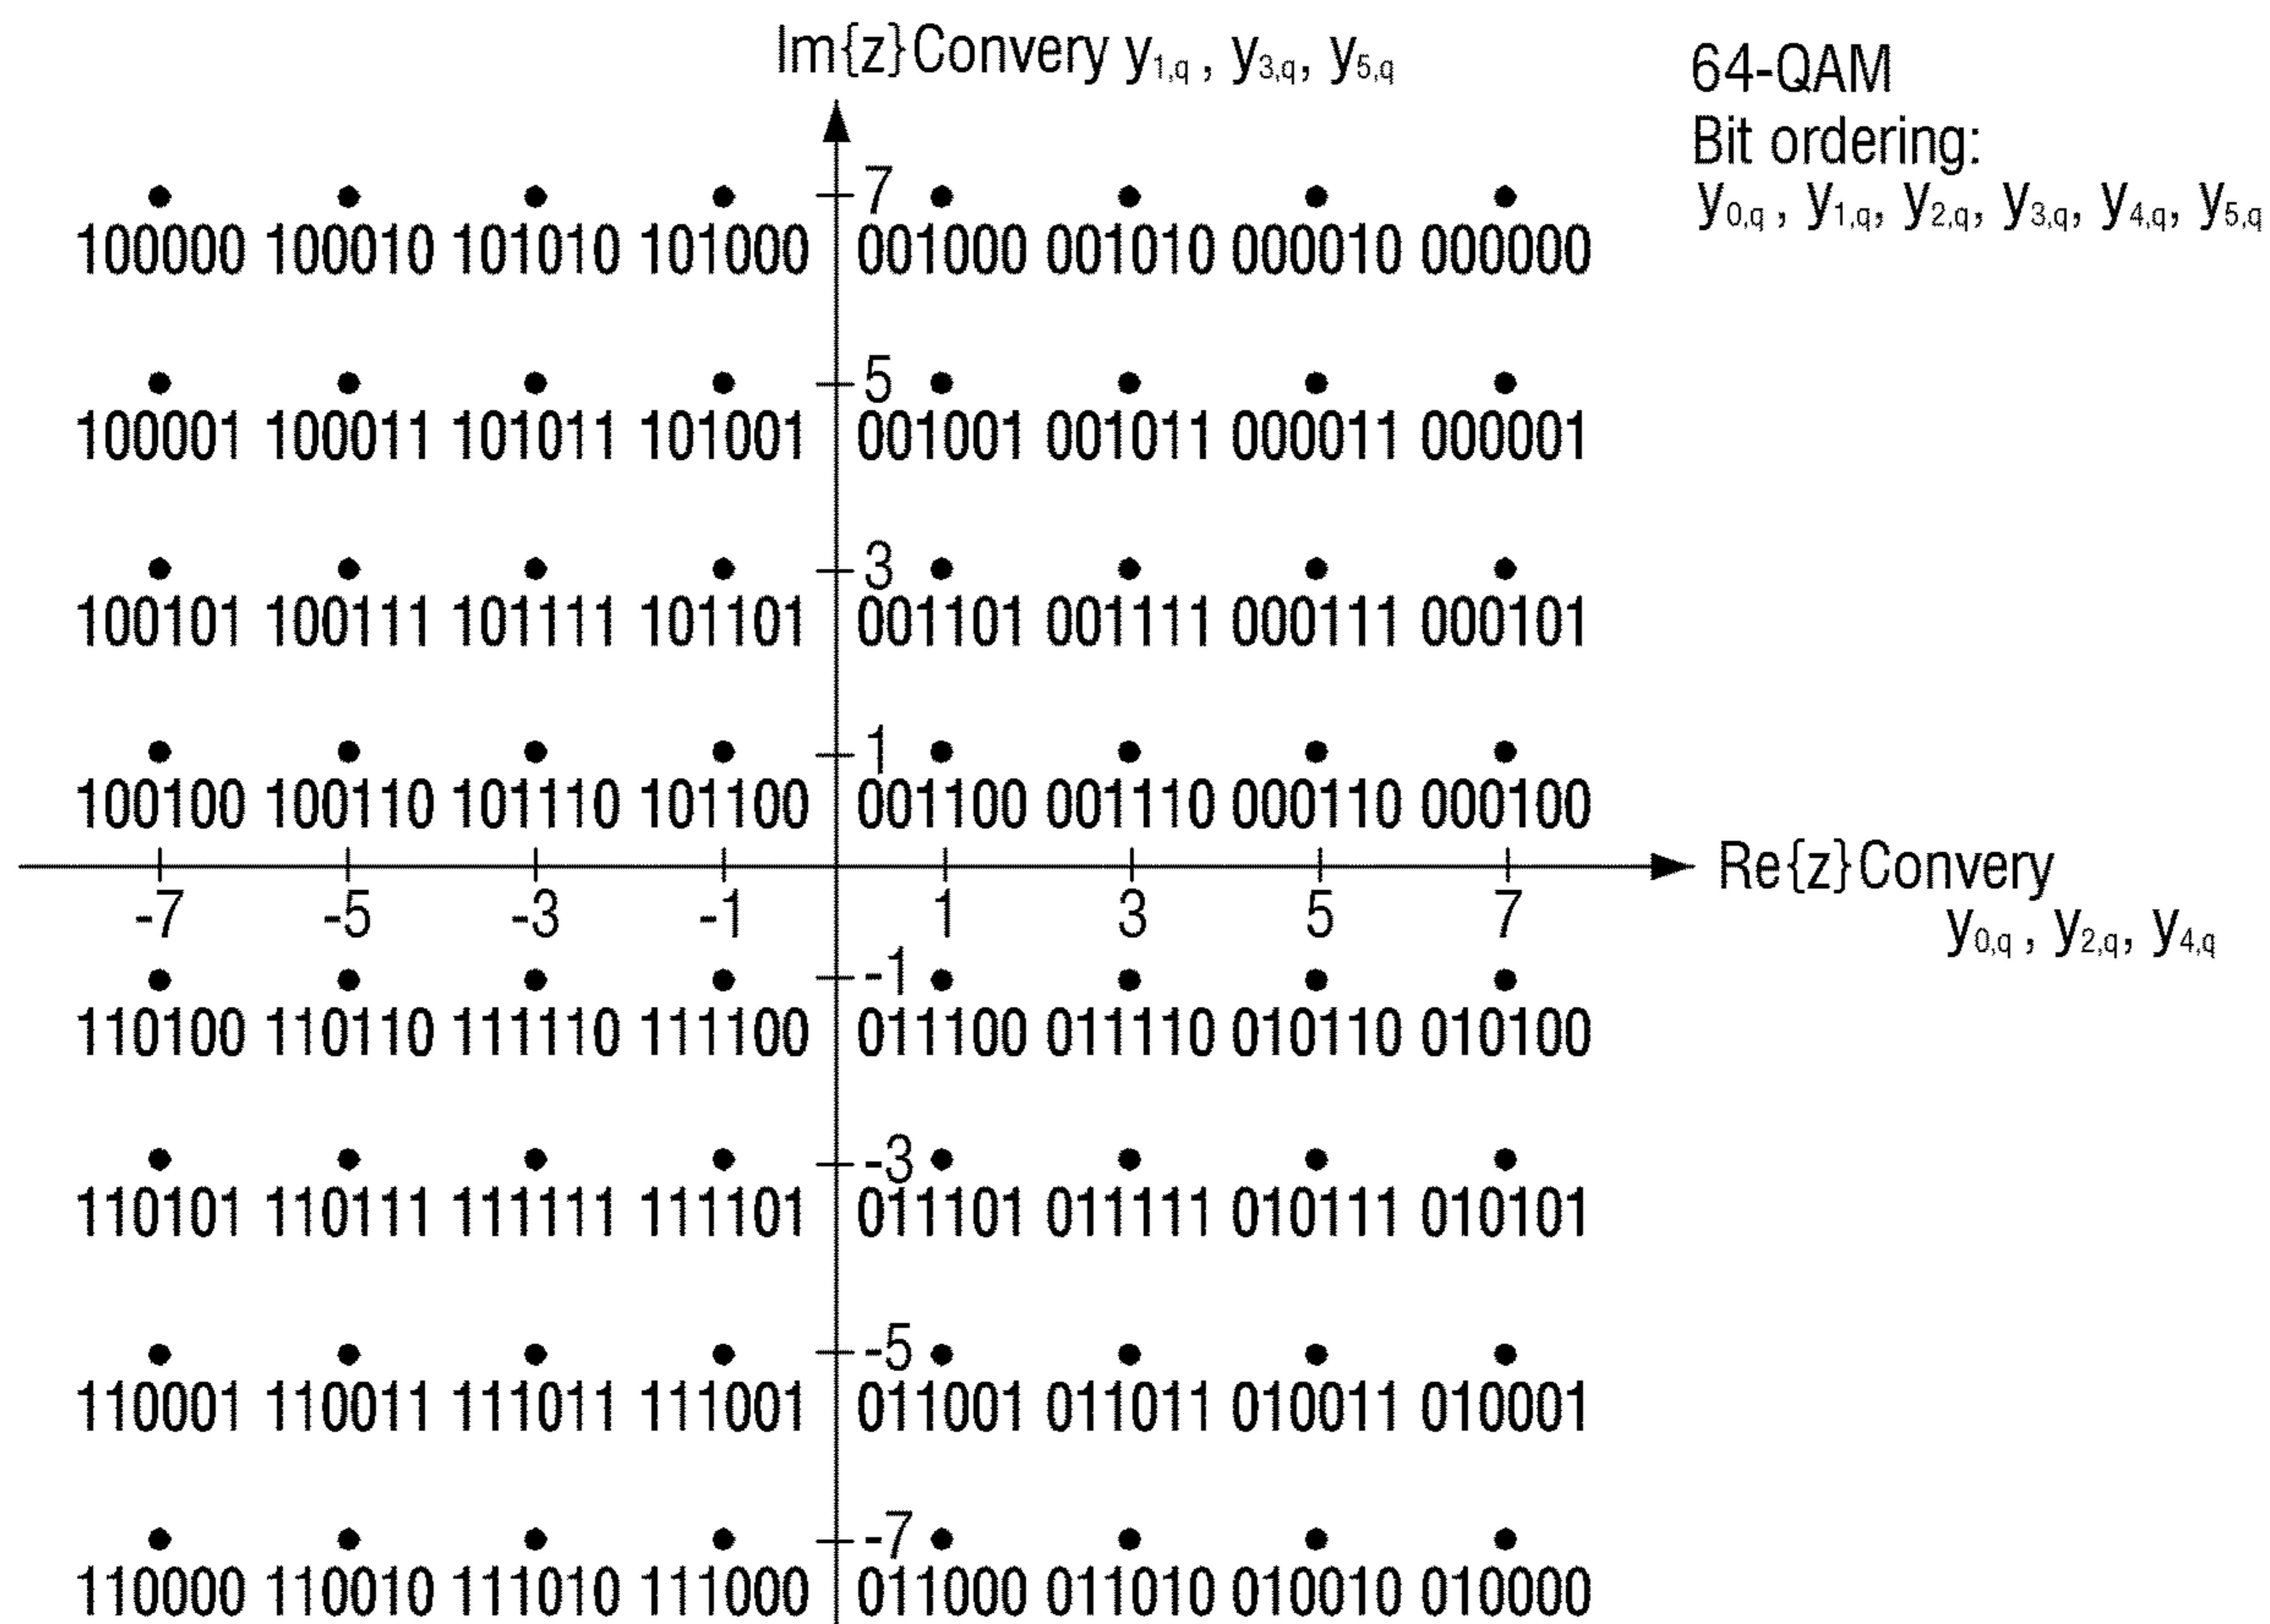 Im{z}Convery y1,q , y3,q, y5,q
64-QAM
Bit ordering:
y0,q , y1,q, y2,q, y3,q, y4,q, y5,q
7
100000 100010 101010 101000 001000 001010 000010 000000
5
100001 100011 101011 101001 001001 001011 000011 000001
3
100101 100111 101111 101101 001101 001111 000111 000101
1
100100 100110 101110 101100 001100 001110 000110 000100
Re{z}Convery
y0,q , y2,q, y4,q
-7 -5 -3 -1 1 3 5 7
-1
110100 110110 111110 111100 011100 011110 010110 010100
-3
110101 110111 111111 111101 011101 011111 010111 010101
-5
110001 110011 111011 111001 011001 011011 010011 010001
-7
110000 110010 111010 111000 011000 011010 010010 010000